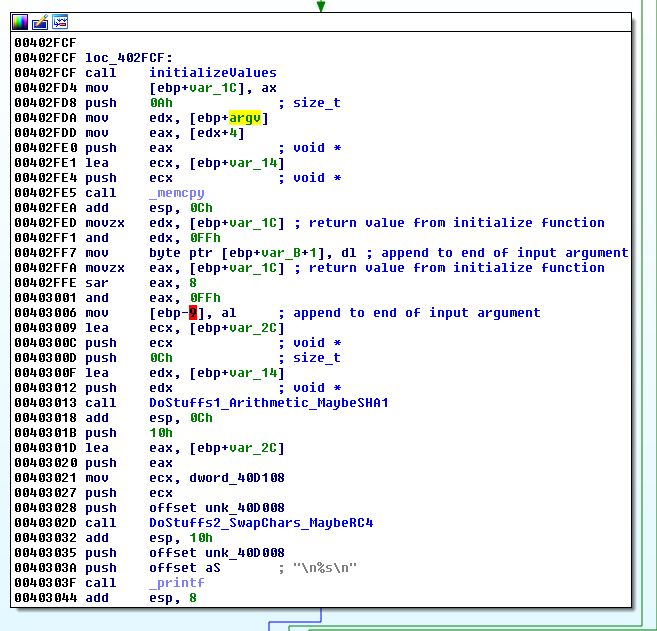 00402FCF
00402FCF loc_402FCF:
00402FCF call initializeValues
00402FD4 mov [ebp+var_1C], ax
00402FD8 push 0Ah ; size_t
00402FDA mov edx, [ebp+argv]
00402FDD mov eax, [edx+4]
00402FE0 push eax ; void *
00402FE1 lea ecx, [ebp+var_14]
00402FE4 push ecx ; void *
00402FE5 call _memcpy
00402FEA add esp, 0Ch
00402FED movzx edx, [ebp+var_1C] ; return value from initialize function
00402FF1 and edx, 0FFh
00402FF7 mov byte ptr [ebp+var_B+1], dl ; append to end of input argument
00402FFA movzx eax, [ebp+var_1C] ; return value from initialize function
00402FFE sar eax, 8
00403001 and eax, 0FFh
00403006 mov [ebp-9], al ; append to end of input argument
00403009 lea ecx, [ebp+var_2C]
0040300C push ecx ; void *
0040300D push 0Ch ; size_t
0040300F lea edx, [ebp+var_14]
00403012 push edx ; void *
00403013 call DoStuffs1_Arithmetic_MaybeSHA1
00403018 add esp, 0Ch
0040301B push 10h
0040301D lea eax, [ebp+var_2C]
00403020 push eax
00403021 mov ecx, dword_40D108
00403027 push ecx
00403028 push offset unk_40D008
0040302D call DoStuffs2_SwapChars_MaybeRC4
00403032 add esp, 10h
00403035 push offset unk_40D008
0040303A push offset aS ; "\n%s\n"
0040303F call _printf
00403044 add esp, 8